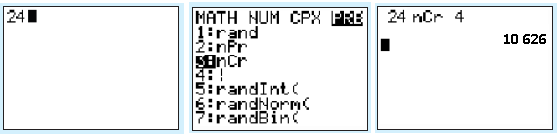 24
MATH NUM CPX PRB
1:rand
2:nPr
3:nCr
4:!
5:randInt(
6:randNorm(
7:randBin(
24 nCr 4
10 626